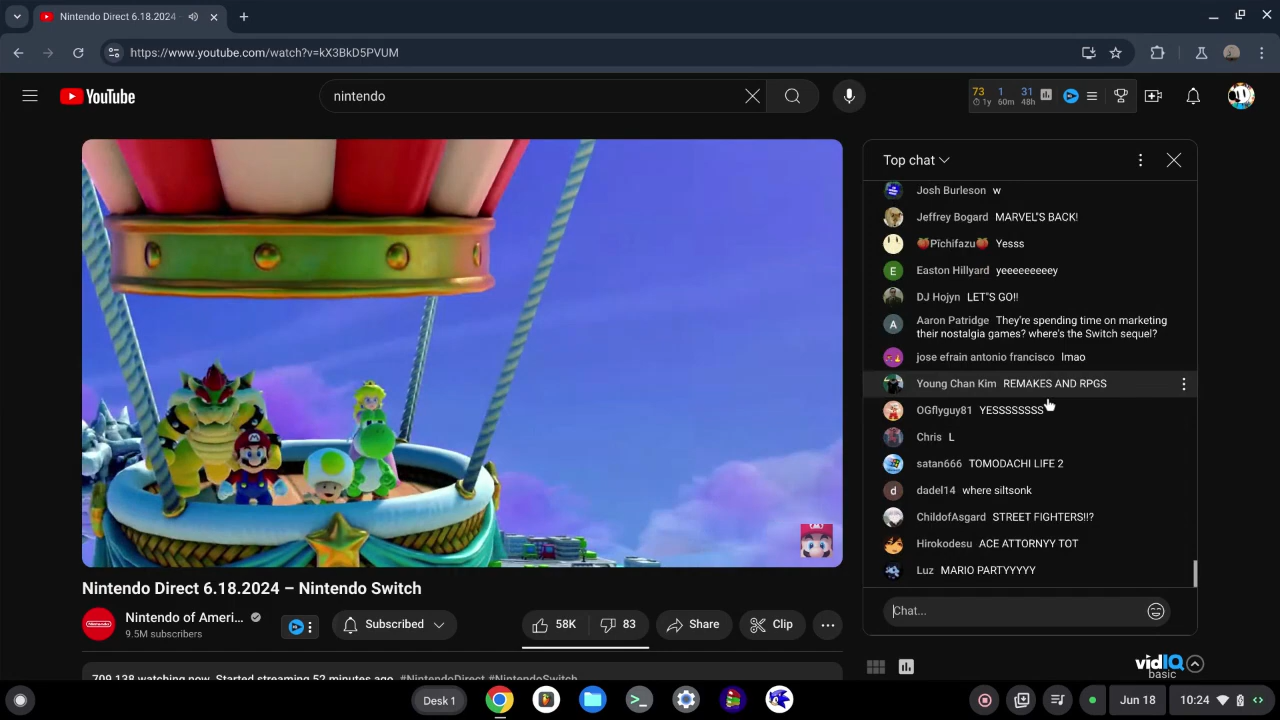 Nintendo Direct 6.18.2024
https://www.youtube.com/watch?v=kX3BkD5PVUM
YouTube
nintendo
73 1 31
1y 60m 48h
Top chat
Josh Burleson w
Jeffrey Bogard MARVEL"S BACK!
🍑Pīchifazu🍑 Yesss
E Easton Hillyard yeeeeeeeey
DJ Hojyn LET"S GO!!
A Aaron Patridge They're spending time on marketing
their nostalgia games? where's the Switch sequel?
jose efrain antonio francisco lmao
Young Chan Kim REMAKES AND RPGS
OGflyguy81 YESSSSSSSS
Chris L
satan666 TOMODACHI LIFE 2
d dadel14 where siltsonk
ChildofAsgard STREET FIGHTERS!!?
Hirokodesu ACE ATTORNYY TOT
Luz MARIO PARTYYYYY
Chat...
Nintendo Direct 6.18.2024 – Nintendo Switch
Nintendo of Ameri...
9.5M subscribers
Subscribed
58K
83
Share
Clip
709,138 watching now Started streaming 52 minutes ago #NintendoDirect #NintendoSwitch
vidIQ
basic
Desk 1
Jun 18
10:24